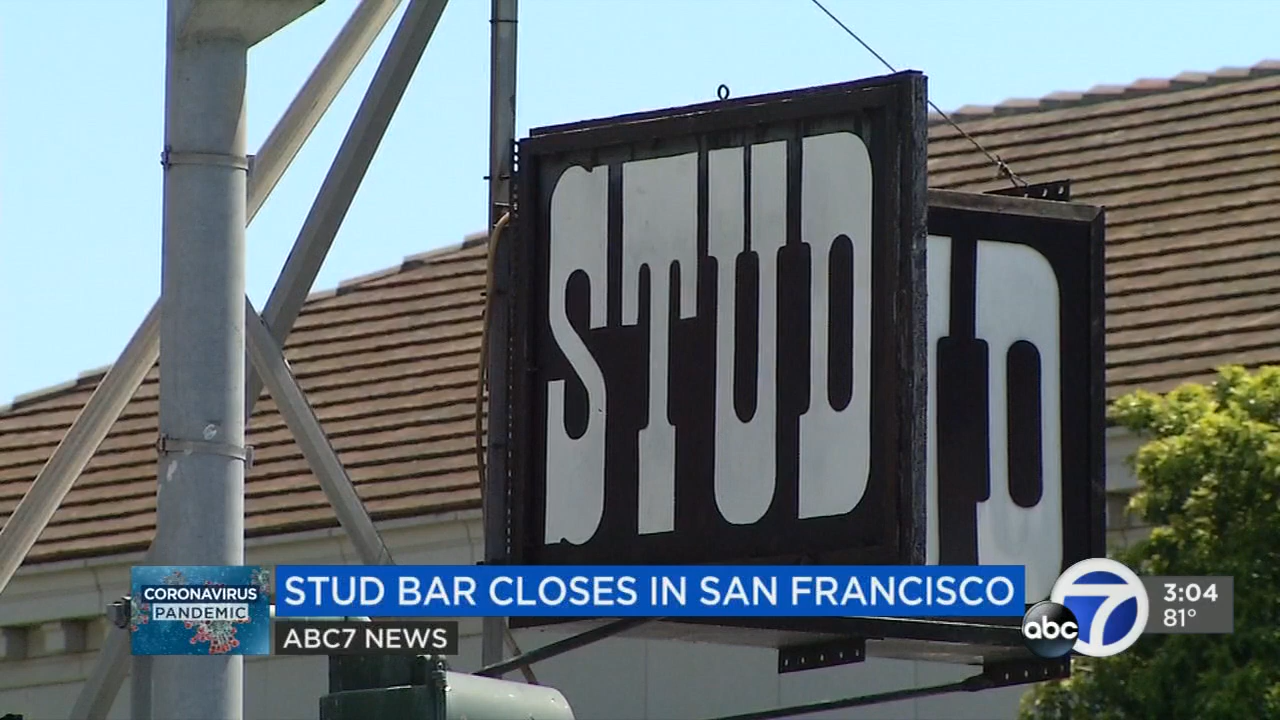 STUD
D
CORONAVIRUS
PANDEMIC
STUD BAR CLOSES IN SAN FRANCISCO
ABC7 NEWS
abc 7
3:04
81°